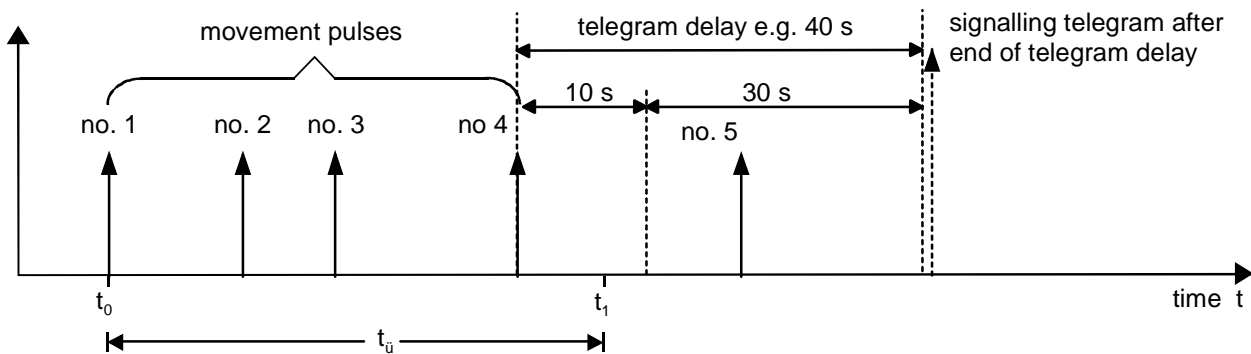 movement pulses
telegram delay e.g. 40 s
signalling telegram after
end of telegram delay
10 s
30 s
no. 1
no. 2
no. 3
no 4
no. 5
t0
t1
time t
tü